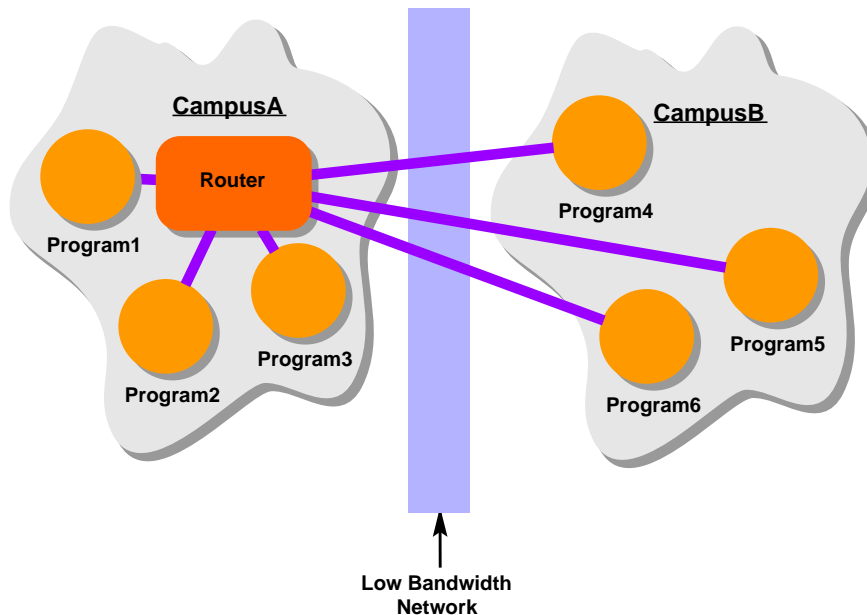 CampusA
Router
Program1
Program2
Program3
CampusB
Program4
Program5
Program6
Low Bandwidth
Network